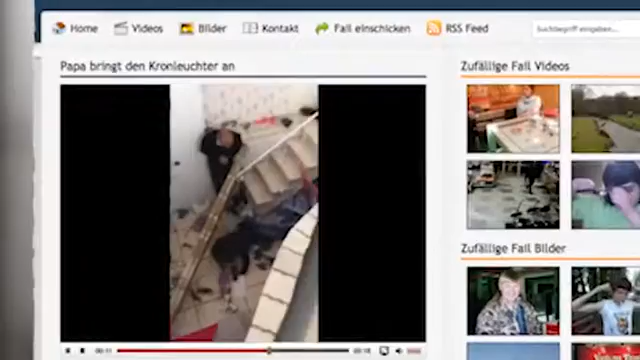 Home Videos Bilder Kontakt Fail einschicken RSS Feed
Suchbegriff eingeben...
Papa bringt den Kronleuchter an
Zufällige Fail Videos
Zufällige Fail Bilder